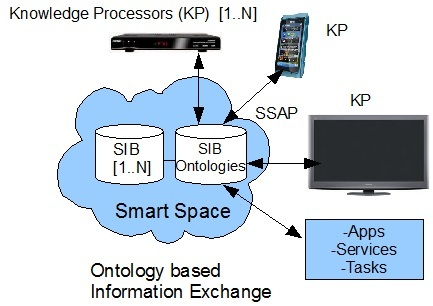 Knowledge Processors (KP) [1..N]
KP
SSAP
KP
SIB
[1..N]
SIB
Ontologies
Smart Space
-Apps
-Services
-Tasks
Ontology based
Information Exchange